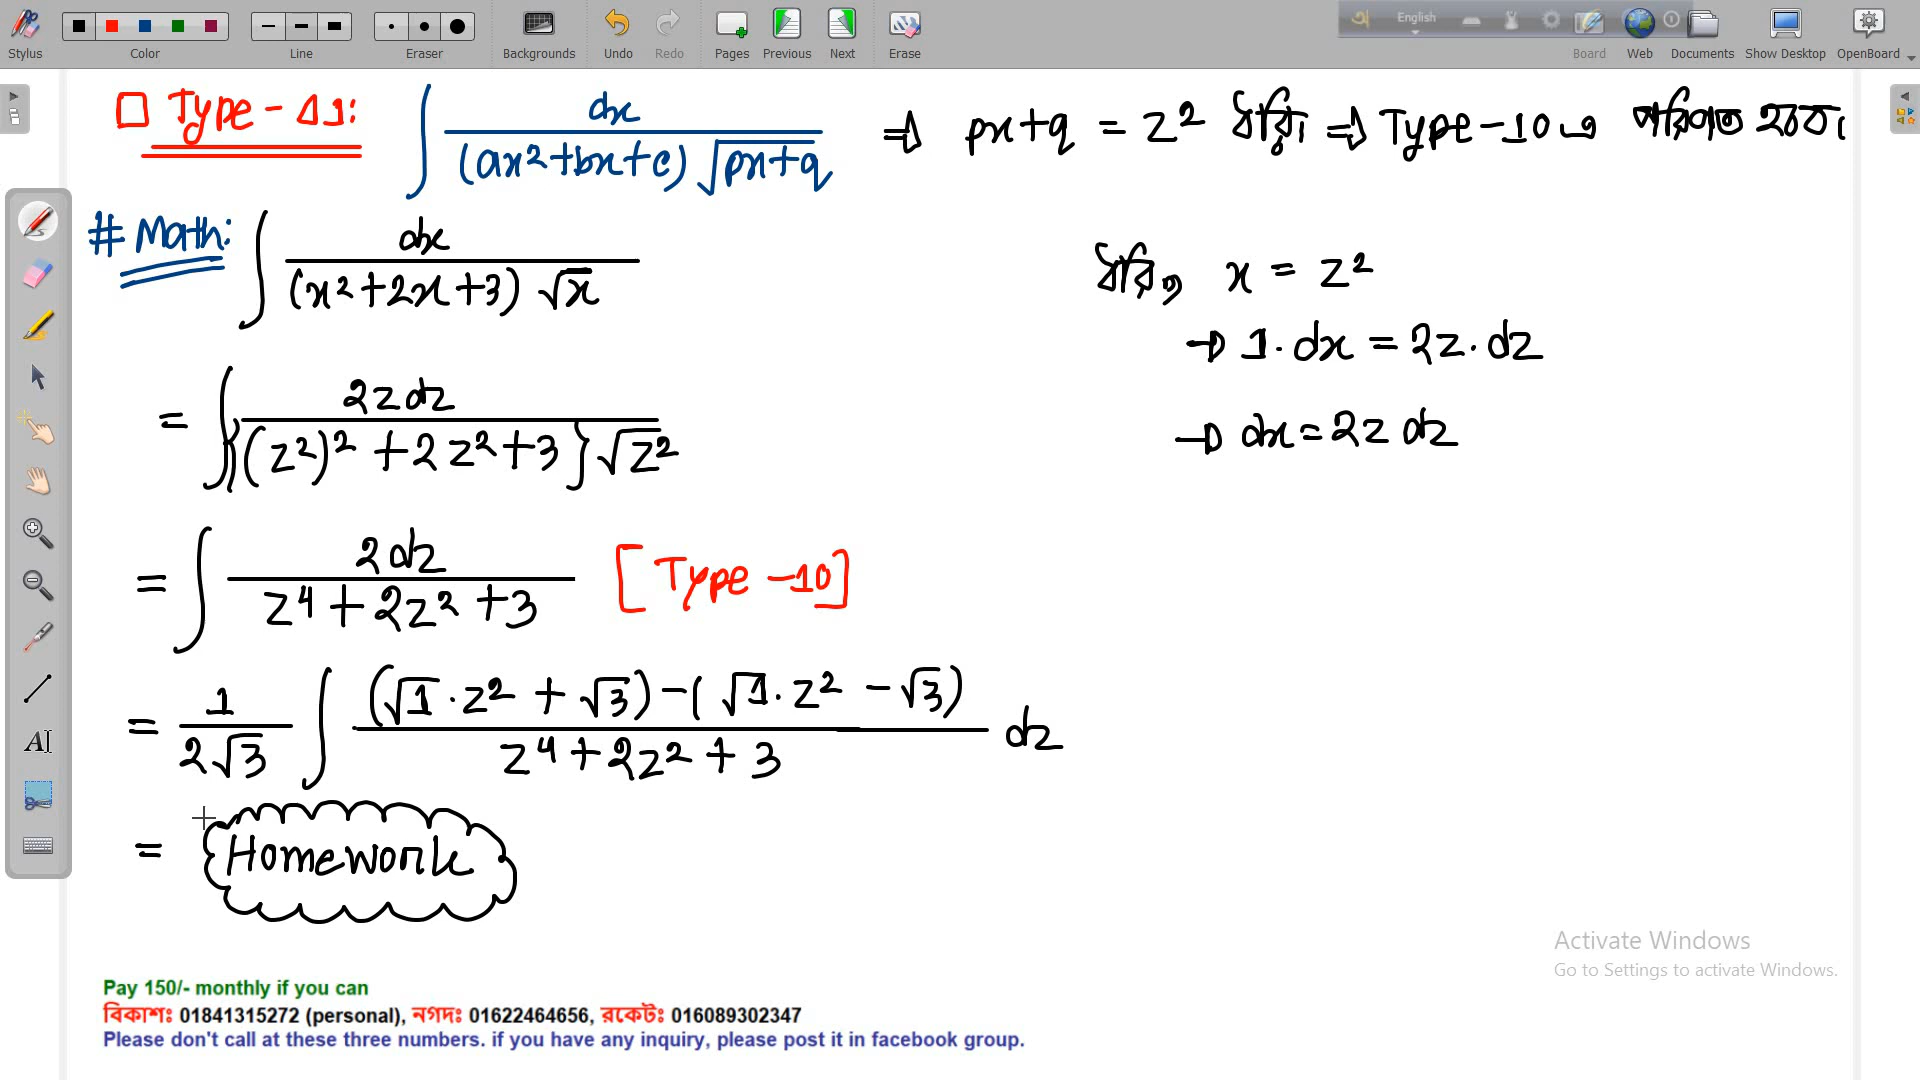 Stylus Color Line Eraser Backgrounds Undo Redo Pages Previous Next Erase English Board Web Documents Show Desktop OpenBoard
□ Type-11: ∫ dx / (ax²+bx+c)√px+q ⇒ px+q = z² ধরি। ⇒ Type-10 এ পরিণত হবে।
# Math: ∫ dx / (x²+2x+3) √x
ধরি, x = z²
→ 1. dx = 2z. dz
= ∫ 2z dz / {(z²)² + 2z² + 3} √z²
→ dx = 2z dz
= ∫ 2dz / z⁴ + 2z² + 3 [Type-10]
= 1/2√3 ∫ (√1 . z² + √3) - (√1 . z² - √3) / z⁴ + 2z² + 3 dz
= Homework
Activate Windows
Go to Settings to activate Windows.
Pay 150/- monthly if you can
বিকাশঃ 01841315272 (personal), নগদঃ 01622464656, রকেটঃ 016089302347
Please don't call at these three numbers. if you have any inquiry, please post it in facebook group.